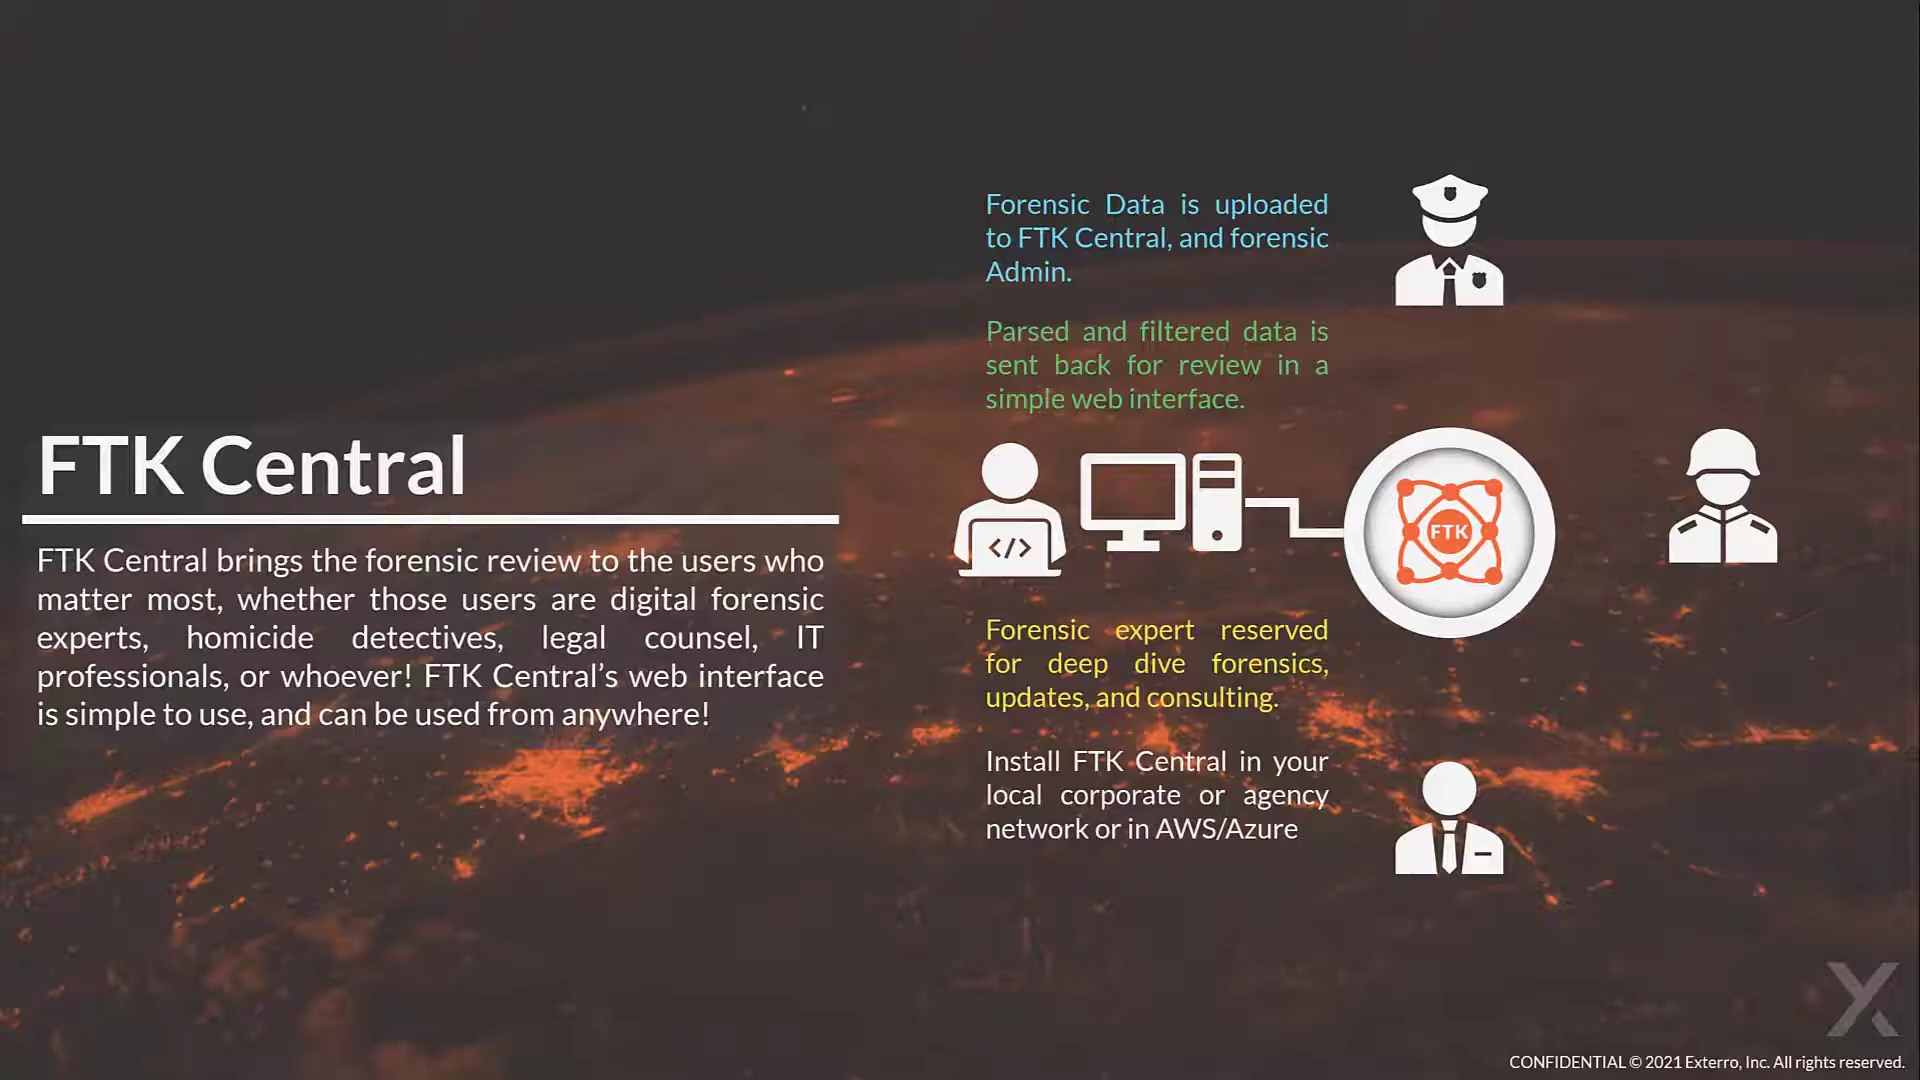 FTK Central
FTK Central brings the forensic review to the users who
matter most, whether those users are digital forensic
experts, homicide detectives, legal counsel, IT
professionals, or whoever! FTK Central’s web interface
is simple to use, and can be used from anywhere!
Forensic Data is uploaded
to FTK Central, and forensic
Admin.
Parsed and filtered data is
sent back for review in a
simple web interface.
</>
FTK
Forensic expert reserved
for deep dive forensics,
updates, and consulting.
Install FTK Central in your
local corporate or agency
network or in AWS/Azure
X
CONFIDENTIAL © 2021 Exterro, Inc. All rights reserved.